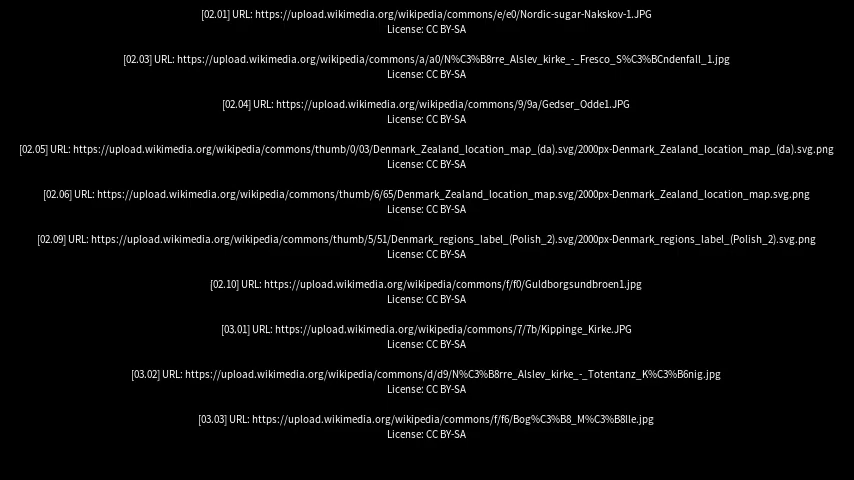 [02.01] URL: https://upload.wikimedia.org/wikipedia/commons/e/e0/Nordic-sugar-Nakskov-1.JPG
License: CC BY-SA
[02.03] URL: https://upload.wikimedia.org/wikipedia/commons/a/a0/N%C3%B8rre_Alslev_kirke_-_Fresco_S%C3%BCndenfall_1.jpg
License: CC BY-SA
[02.04] URL: https://upload.wikimedia.org/wikipedia/commons/9/9a/Gedser_Odde1.JPG
License: CC BY-SA
[02.05] URL: https://upload.wikimedia.org/wikipedia/commons/thumb/0/03/Denmark_Zealand_location_map_(da).svg/2000px-Denmark_Zealand_location_map_(da).svg.png
License: CC BY-SA
[02.06] URL: https://upload.wikimedia.org/wikipedia/commons/thumb/6/65/Denmark_Zealand_location_map.svg/2000px-Denmark_Zealand_location_map.svg.png
License: CC BY-SA
[02.09] URL: https://upload.wikimedia.org/wikipedia/commons/thumb/5/51/Denmark_regions_label_(Polish_2).svg/2000px-Denmark_regions_label_(Polish_2).svg.png
License: CC BY-SA
[02.10] URL: https://upload.wikimedia.org/wikipedia/commons/f/f0/Guldborgsundbroen1.jpg
License: CC BY-SA
[03.01] URL: https://upload.wikimedia.org/wikipedia/commons/7/7b/Kippinge_Kirke.JPG
License: CC BY-SA
[03.02] URL: https://upload.wikimedia.org/wikipedia/commons/d/d9/N%C3%B8rre_Alslev_kirke_-_Totentanz_K%C3%B6nig.jpg
License: CC BY-SA
[03.03] URL: https://upload.wikimedia.org/wikipedia/commons/f/f6/Bog%C3%B8_M%C3%B8lle.jpg
License: CC BY-SA